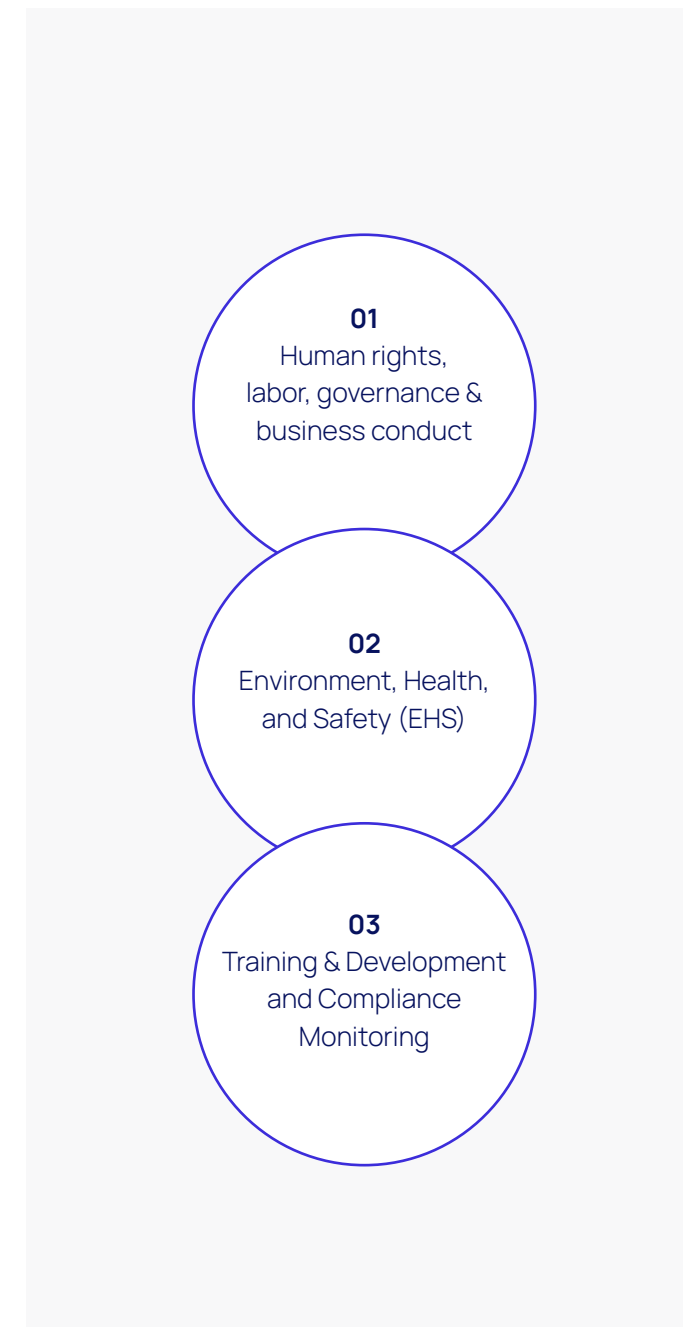 01
Human rights,
labor, governance &
business conduct
02
Environment, Health,
and Safety (EHS)
03
Training & Development
and Compliance
Monitoring